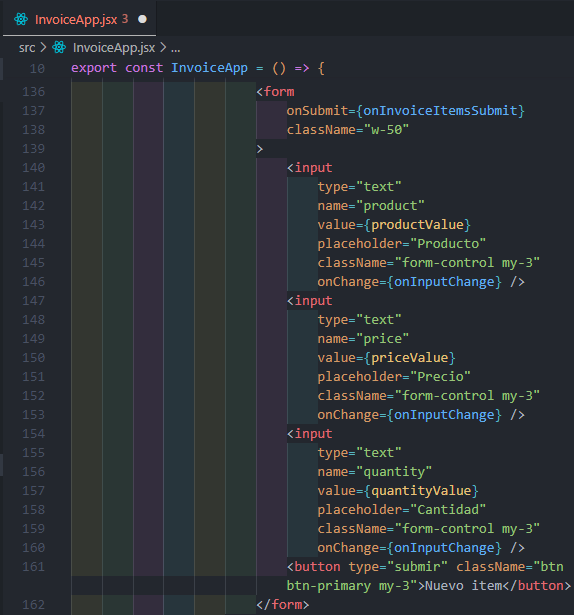 InvoiceApp.jsx 3
src > InvoiceApp.jsx > ...
10 export const InvoiceApp = () => {
136 <form
137 onSubmit={onInvoiceItemsSubmit}
138 className="w-50"
139 >
140 <input
141 type="text"
142 name="product"
143 value={productValue}
144 placeholder="Producto"
145 className="form-control my-3"
146 onChange={onInputChange} />
147 <input
148 type="text"
149 name="price"
150 value={priceValue}
151 placeholder="Precio"
152 className="form-control my-3"
153 onChange={onInputChange} />
154 <input
155 type="text"
156 name="quantity"
157 value={quantityValue}
158 placeholder="Cantidad"
159 className="form-control my-3"
160 onChange={onInputChange} />
161 <button type="submir" className="btn
btn-primary my-3">Nuevo item</button>
162 </form>